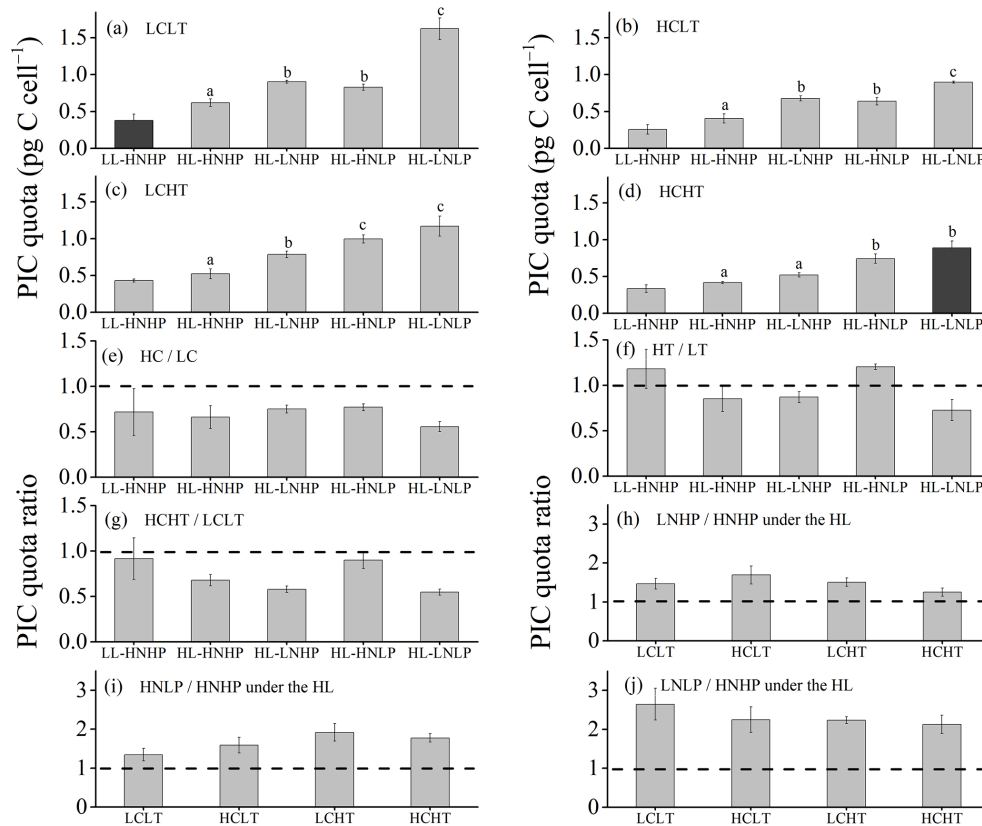 PIC quota (pg C cell⁻¹)
(a) LCLT
1.5
1.0
0.5
0.0
a
b
b
c
LL-HNHP HL-HNHP HL-LNHP HL-HNLP HL-LNLP
PIC quota (pg C cell⁻¹)
(b) HCLT
1.5
1.0
0.5
0.0
a
b
b
c
LL-HNHP HL-HNHP HL-LNHP HL-HNLP HL-LNLP
(c) LCHT
1.5
1.0
0.5
0.0
a
b
c
c
LL-HNHP HL-HNHP HL-LNHP HL-HNLP HL-LNLP
(d) HCHT
1.5
1.0
0.5
0.0
a
a
b
b
LL-HNHP HL-HNHP HL-LNHP HL-HNLP HL-LNLP
PIC quota ratio
(e) HC / LC
1.0
0.5
0.0
LL-HNHP HL-HNHP HL-LNHP HL-HNLP HL-LNLP
PIC quota ratio
(f) HT / LT
1.0
0.5
0.0
LL-HNHP HL-HNHP HL-LNHP HL-HNLP HL-LNLP
(g) HCHT / LCLT
1.0
0.5
0.0
LL-HNHP HL-HNHP HL-LNHP HL-HNLP HL-LNLP
(h) LNHP / HNHP under the HL
3
2
1
0
LCLT HCLT LCHT HCHT
(i) HNLP / HNHP under the HL
3
2
1
0
LCLT HCLT LCHT HCHT
(j) LNLP / HNHP under the HL
3
2
1
0
LCLT HCLT LCHT HCHT